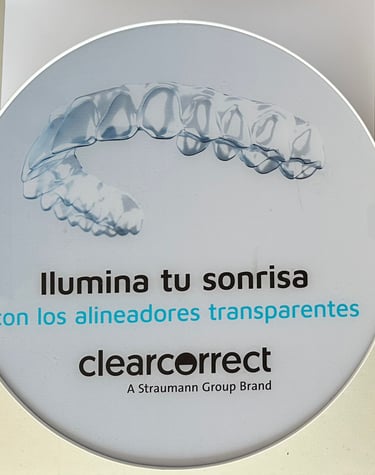 Ilumina tu sonrisa
con los alineadores transparentes
clearcorrect
A Straumann Group Brand